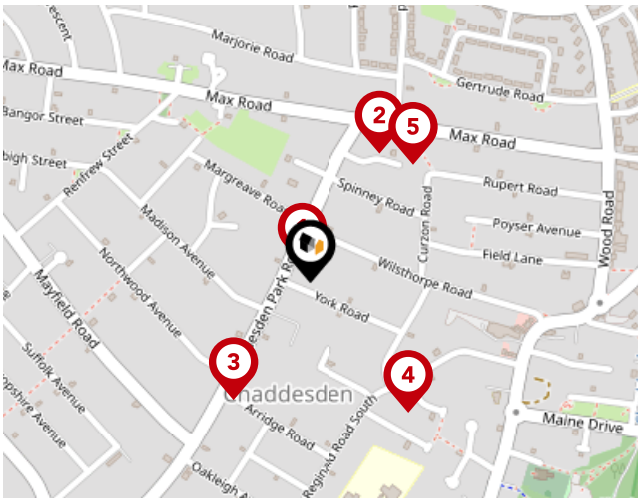 escent
Marjorie Road
Max Road
Gertrude Road
Max Road
2
5
Bangor Street
Max Road
bigh Street
Renfrew Street
Margreave Road
Spinney Road
Rupert Road
Curzon Road
Wood Road
Madison Avenue
Poyser Avenue
Field Lane
Northwood Avenue
esden Park R
Wilsthorpe Road
Mayfield Road
York Road
3
4
Suffolk Avenue
Chaddesden
opshire Avenue
Arridge Road
Reginald Road South
Maine Drive
Oakleigh Av